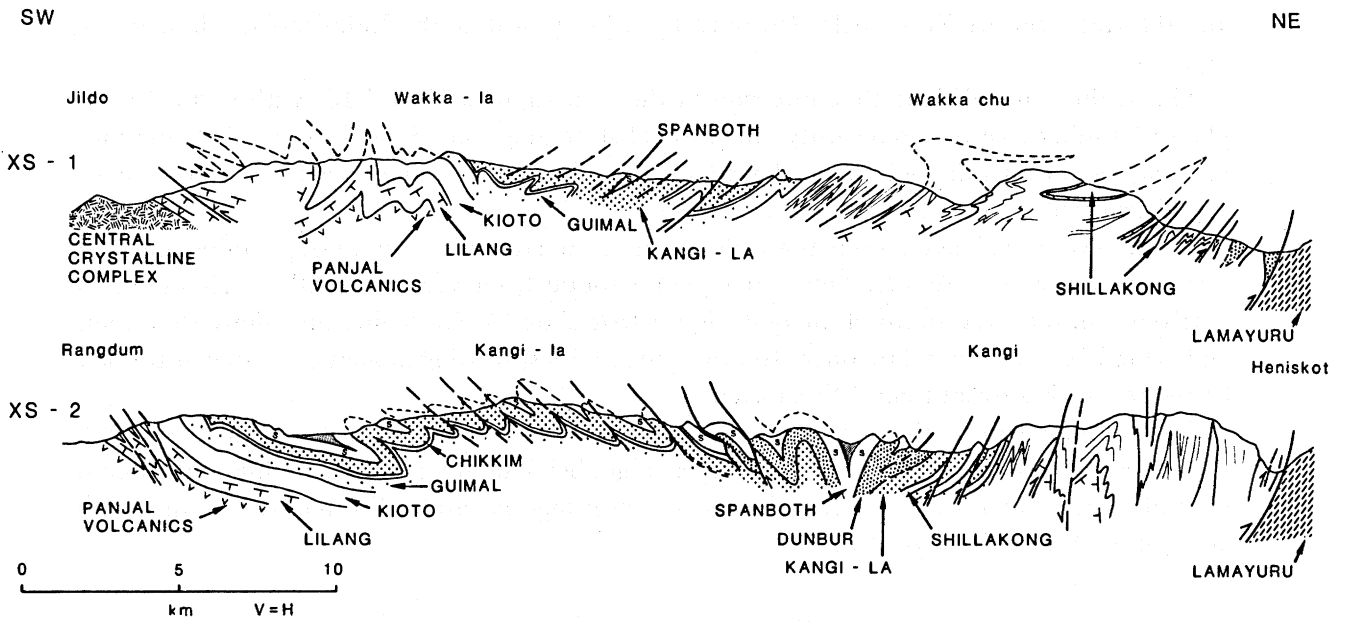 SW NE
Jildo Wakka - la Wakka chu
SPANBOTH
XS - 1
KIOTO
GUIMAL
LILANG
KANGI - LA
CENTRAL
CRYSTALLINE
COMPLEX
PANJAL
VOLCANICS
SHILLAKONG
LAMAYURU
Rangdum Kangi - la Kangi
Heniskot
XS - 2
S S S S S S S S
CHIKKIM
GUIMAL
PANJAL
VOLCANICS
KIOTO
SPANBOTH
LILANG
DUNBUR
SHILLAKONG
KANGI - LA
LAMAYURU
0 5 10
km V=H